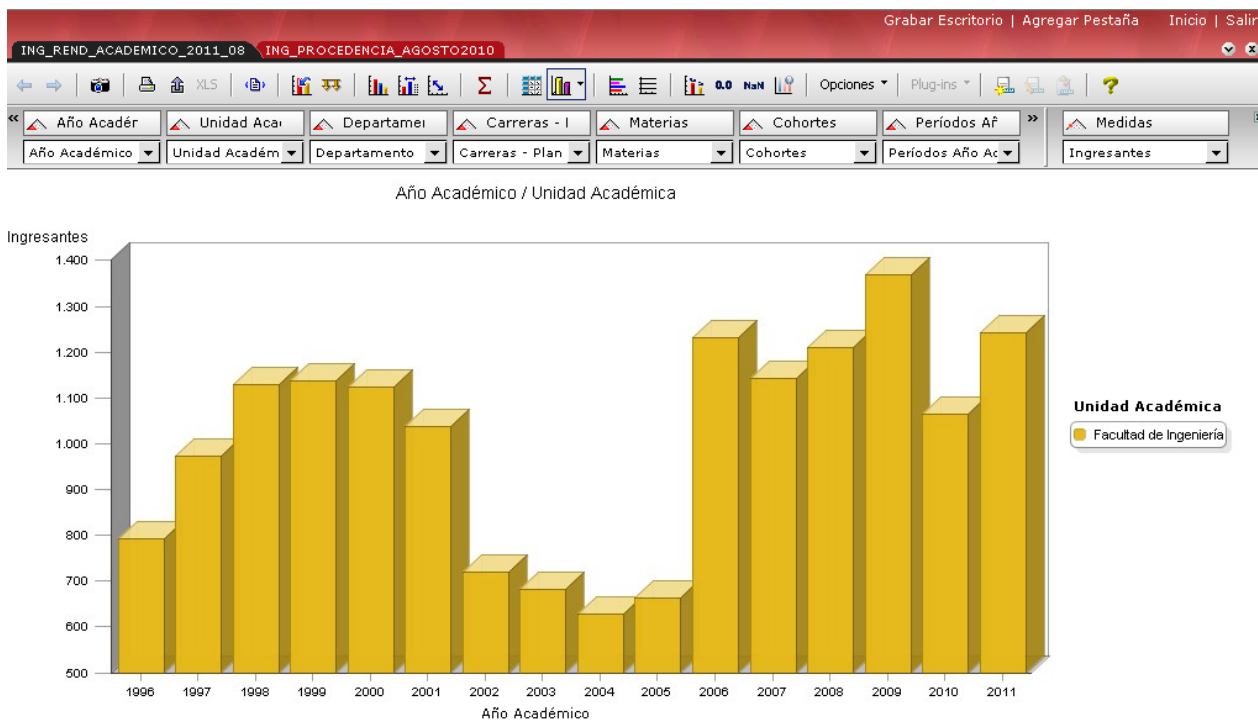 Grabar Escritorio | Agregar Pestaña Inicio | Salir
ING_REND_ACADEMICO_2011_08 ING_PROCEDENCIA_AGOSTO2010
XLS Σ 0.0 NaN Opciones Plug-ins ?
« Año Acadér Unidad Aca Departamei Carreras - I Materias Cohortes Períodos Añ » Medidas
Año Académico Unidad Académ Departamento Carreras - Plan Materias Cohortes Períodos Año Ac Ingresantes
Año Académico / Unidad Académica
Ingresantes
1.400
1.300
1.200
1.100
1.000
900
800
700
600
500
1996 1997 1998 1999 2000 2001 2002 2003 2004 2005 2006 2007 2008 2009 2010 2011
Año Académico
Unidad Académica
Facultad de Ingeniería